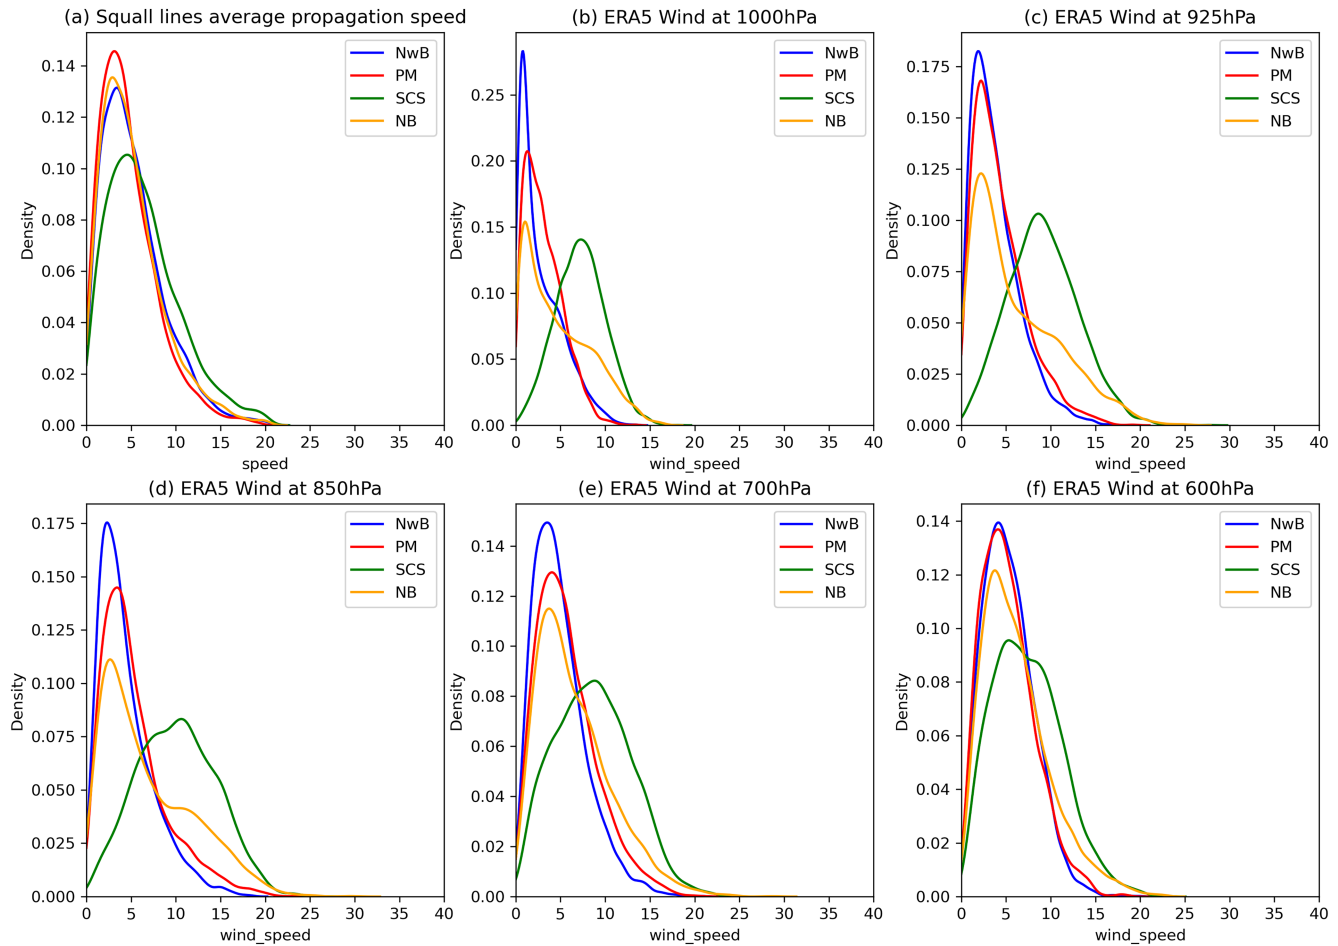 (a) Squall lines average propagation speed
Density
0.14
0.12
0.10
0.08
0.06
0.04
0.02
0.00
0 5 10 15 20 25 30 35 40
speed
NwB
PM
SCS
NB
(b) ERA5 Wind at 1000hPa
Density
0.25
0.20
0.15
0.10
0.05
0.00
0 5 10 15 20 25 30 35 40
wind_speed
NwB
PM
SCS
NB
(c) ERA5 Wind at 925hPa
Density
0.175
0.150
0.125
0.100
0.075
0.050
0.025
0.000
0 5 10 15 20 25 30 35 40
wind_speed
NwB
PM
SCS
NB
(d) ERA5 Wind at 850hPa
Density
0.175
0.150
0.125
0.100
0.075
0.050
0.025
0.000
0 5 10 15 20 25 30 35 40
wind_speed
NwB
PM
SCS
NB
(e) ERA5 Wind at 700hPa
Density
0.14
0.12
0.10
0.08
0.06
0.04
0.02
0.00
0 5 10 15 20 25 30 35 40
wind_speed
NwB
PM
SCS
NB
(f) ERA5 Wind at 600hPa
Density
0.14
0.12
0.10
0.08
0.06
0.04
0.02
0.00
0 5 10 15 20 25 30 35 40
wind_speed
NwB
PM
SCS
NB